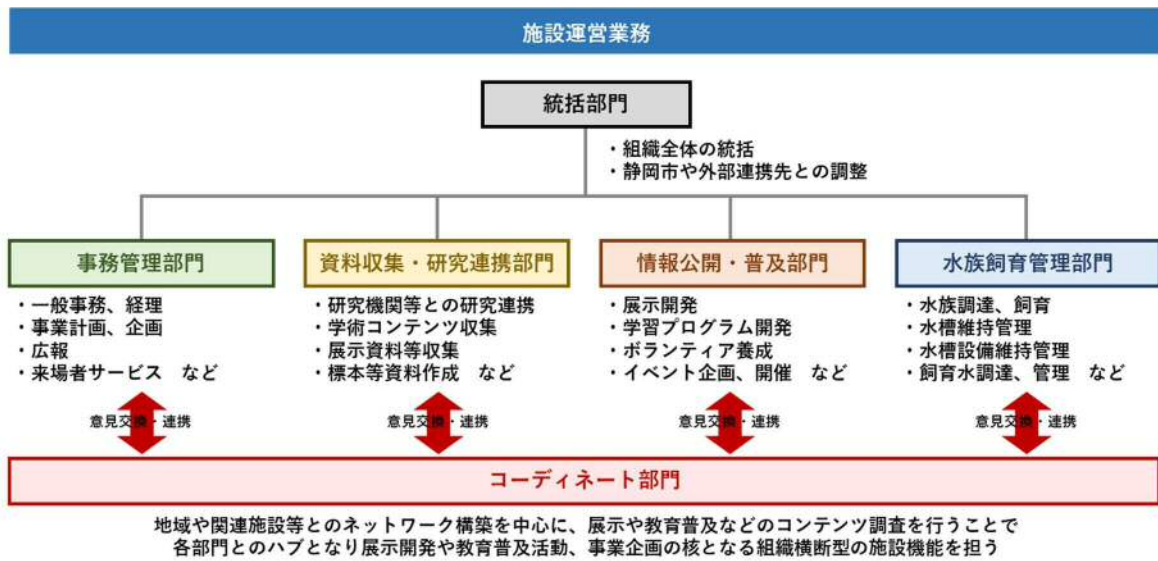 施設運営業務
統括部門
・組織全体の統括
・静岡市や外部連携先との調整
事務管理部門
・一般事務、経理
・事業計画、企画
・広報
・来場者サービス　など
意見交換・連携
資料収集・研究連携部門
・研究機関等との研究連携
・学術コンテンツ収集
・展示資料等収集
・標本等資料作成　など
意見交換・連携
情報公開・普及部門
・展示開発
・学習プログラム開発
・ボランティア養成
・イベント企画、開催　など
意見交換・連携
水族飼育管理部門
・水族調達、飼育
・水槽維持管理
・水槽設備維持管理
・飼育水調達、管理　など
意見交換・連携
コーディネート部門
地域や関連施設等とのネットワーク構築を中心に、展示や教育普及などのコンテンツ調査を行うことで
各部門とのハブとなり展示開発や教育普及活動、事業企画の核となる組織横断型の施設機能を担う